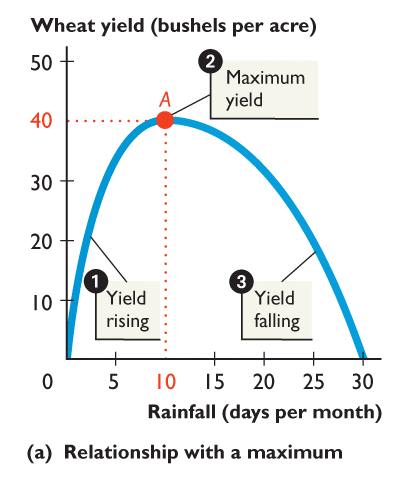 Wheat yield (bushels per acre)
50
2
Maximum
yield
A
40
30
20
1
Yield
rising
3
Yield
falling
10
0
5
10
15
20
25
30
Rainfall (days per month)
(a) Relationship with a maximum